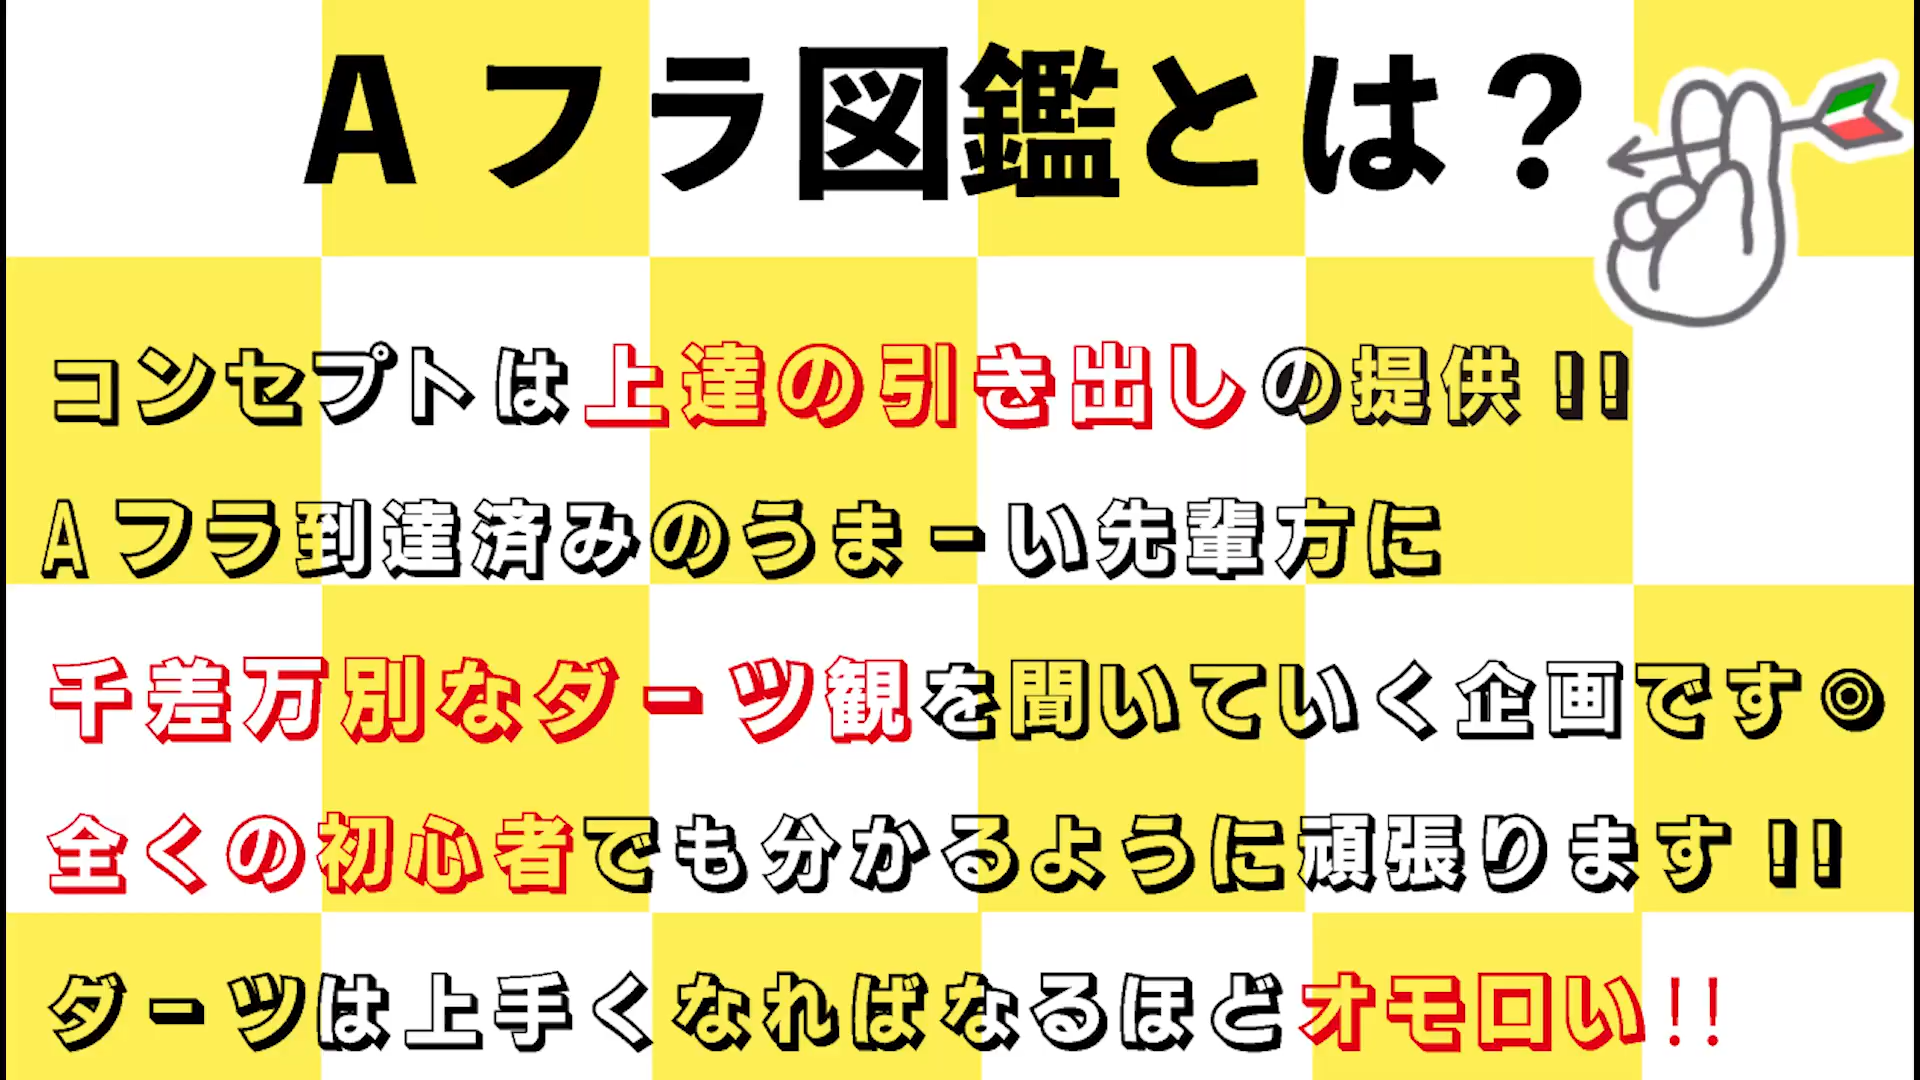 Aフラ図鑑とは？
コンセプトは上達の引き出しの提供!!
Aフラ到達済みのうまーい先輩方に
千差万別なダーツ観を聞いていく企画です◎
全くの初心者でも分かるように頑張ります!!
ダーツは上手くなればなるほどオモロい!!